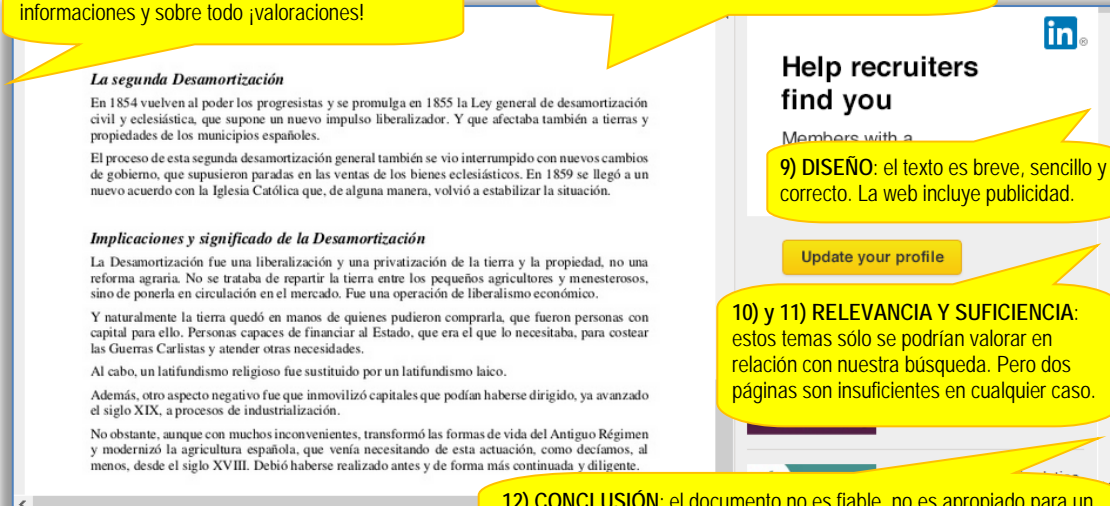 informaciones y sobre todo ¡valoraciones!
La segunda Desamortización
En 1854 vuelven al poder los progresistas y se promulga en 1855 la Ley general de desamortización
civil y eclesiástica, que supone un nuevo impulso liberalizador. Y que afectaba también a tierras y
propiedades de los municipios españoles.
El proceso de esta segunda desamortización general también se vio interrumpido con nuevos cambios
de gobierno, que supusieron paradas en las ventas de los bienes eclesiásticos. En 1859 se llegó a un
nuevo acuerdo con la Iglesia Católica que, de alguna manera, volvió a estabilizar la situación.
Implicaciones y significado de la Desamortización
La Desamortización fue una liberalización y una privatización de la tierra y la propiedad, no una
reforma agraria. No se trataba de repartir la tierra entre los pequeños agricultores y menesterosos,
sino de ponerla en circulación en el mercado. Fue una operación de liberalismo económico.
Y naturalmente la tierra quedó en manos de quienes pudieron comprarla, que fueron personas con
capital para ello. Personas capaces de financiar al Estado, que era el que lo necesitaba, para costear
las Guerras Carlistas y atender otras necesidades.
Al cabo, un latifundismo religioso fue sustituido por un latifundismo laico.
Además, otro aspecto negativo fue que inmovilizó capitales que podían haberse dirigido, ya avanzado
el siglo XIX, a procesos de industrialización.
No obstante, aunque con muchos inconvenientes, transformó las formas de vida del Antiguo Régimen
y modernizó la agricultura española, que venía necesitando de esta actuación, como decíamos, al
menos, desde el siglo XVIII. Debió haberse realizado antes y de forma más continuada y diligente.
in®
Help recruiters
find you
Members with a
9) DISEÑO: el texto es breve, sencillo y
correcto. La web incluye publicidad.
Update your profile
10) y 11) RELEVANCIA Y SUFICIENCIA:
estos temas sólo se podrían valorar en
relación con nuestra búsqueda. Pero dos
páginas son insuficientes en cualquier caso.
12) CONCLUSIÓN: el documento no es fiable, no es apropiado para un